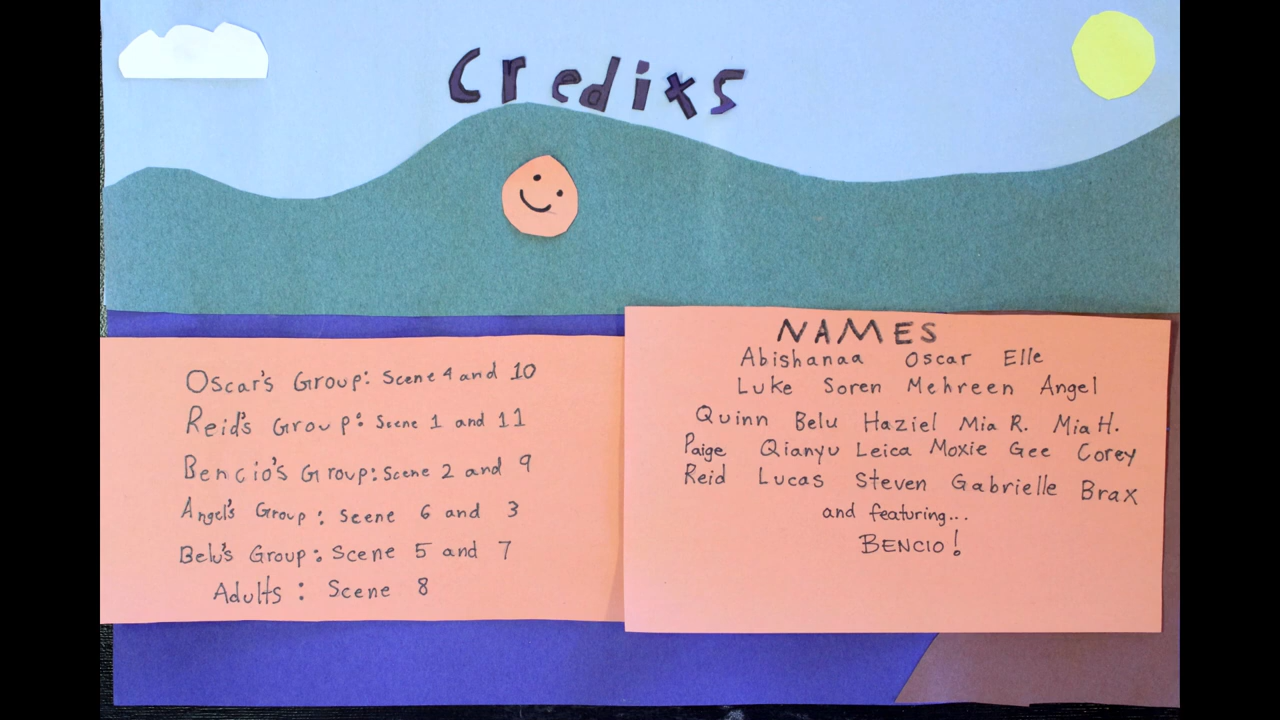 Credits
Oscar's Group: Scene 4 and 10
Reid's Group: Scene 1 and 11
Bencio's Group: Scene 2 and 9
Angel's Group: Scene 6 and 3
Belu's Group: Scene 5 and 7
Adults: Scene 8
NAMES
Abishanaa Oscar Elle
Luke Soren Mehreen Angel
Quinn Belu Haziel Mia R. Mia H.
Paige Qianyu Leica Moxie Gee Corey
Reid Lucas Steven Gabrielle Brax
and featuring...
BENCIO!